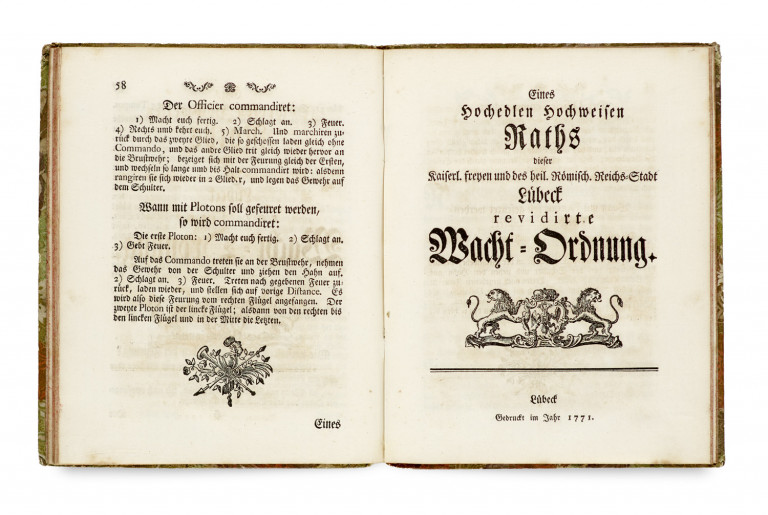 58
Der Officier commandiret:
1) Macht euch fertig. 2) Schlagt an. 3) Feuer.
4) Rechts umb kehrt euch. 5) March. Und marchiren zu-
rück durch das zweyte Glied, die so geschossen laden gleich ohne
Commando, und das andre Glied trit gleich wieder hervor an
die Brustwehr; bezeiget sich mit der Feurung gleich der Ersten,
und wechseln so lange umb bis Halt commandirt wird: alsdenn
rangiren sie sich wieder in 2 Glieder, und legen das Gewehr auf
dem Schulter.
Wann mit Plotons soll gefeuret werden,
so wird commandiret:
Die erste Ploton: 1) Macht euch fertig. 2) Schlagt an.
3) Gebt Feuer.
Auf das Commando treten sie an der Brustwehr, nehmen
das Gewehr von der Schulter und ziehen den Hahn auf.
2) Schlagt an. 3) Feuer. Treten nach gegebenen Feuer zu-
rück, laden wieder, und stellen sich auf vorige Distance. Es
wird also diese Feurung vom rechten Flügel angefangen. Der
zweyte Ploton ist der lincke Flügel; alsdann von den rechten bis
den lincken Flügel und in der Mitte die Letzten.
Eines
Eines
Hochedlen Hochweisen
Raths
dieser
Kaiserl. freyen und des heil. Römisch. Reichs-Stadt
Lübeck
revidirte
Wacht-Ordnung.
Lübeck
Gedruckt im Jahr 1771.